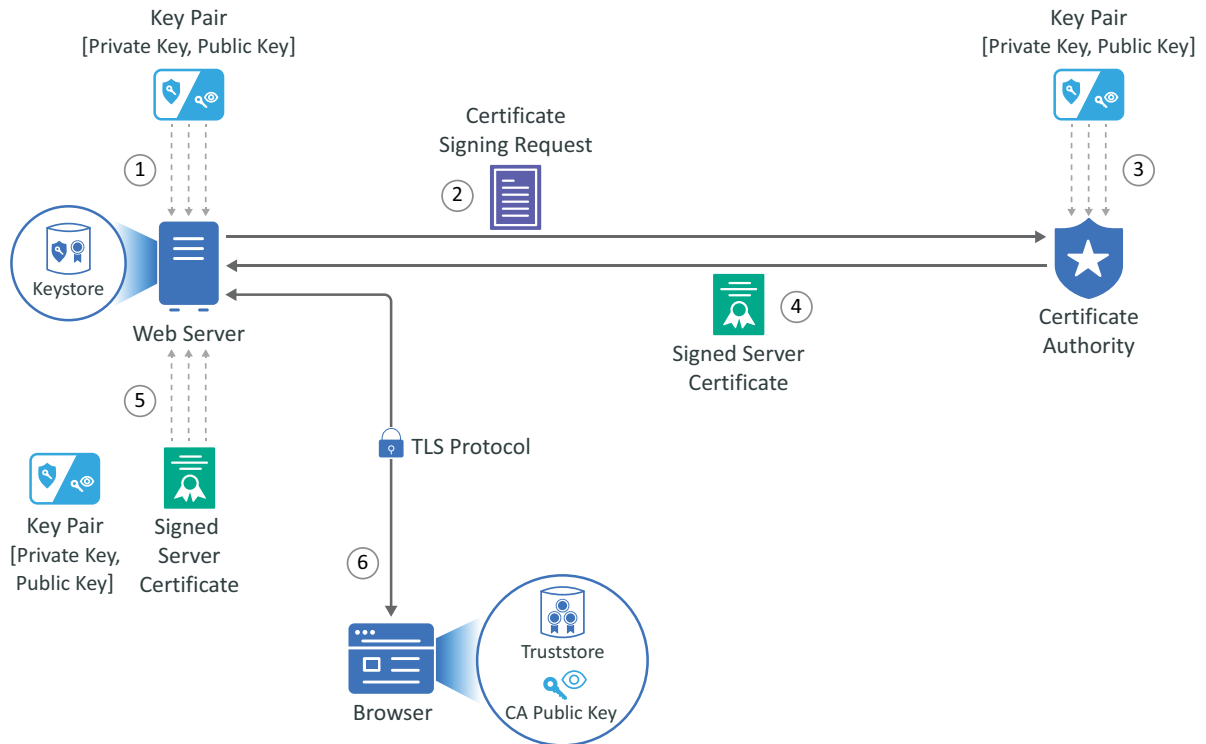 Key Pair
[Private Key, Public Key]
Key Pair
[Private Key, Public Key]
Certificate
Signing Request
1
2
3
Keystore
Web Server
4
Certificate
Authority
Signed Server
Certificate
5
TLS Protocol
Key Pair
[Private Key,
Public Key]
Signed
Server
Certificate
6
Truststore
CA Public Key
Browser